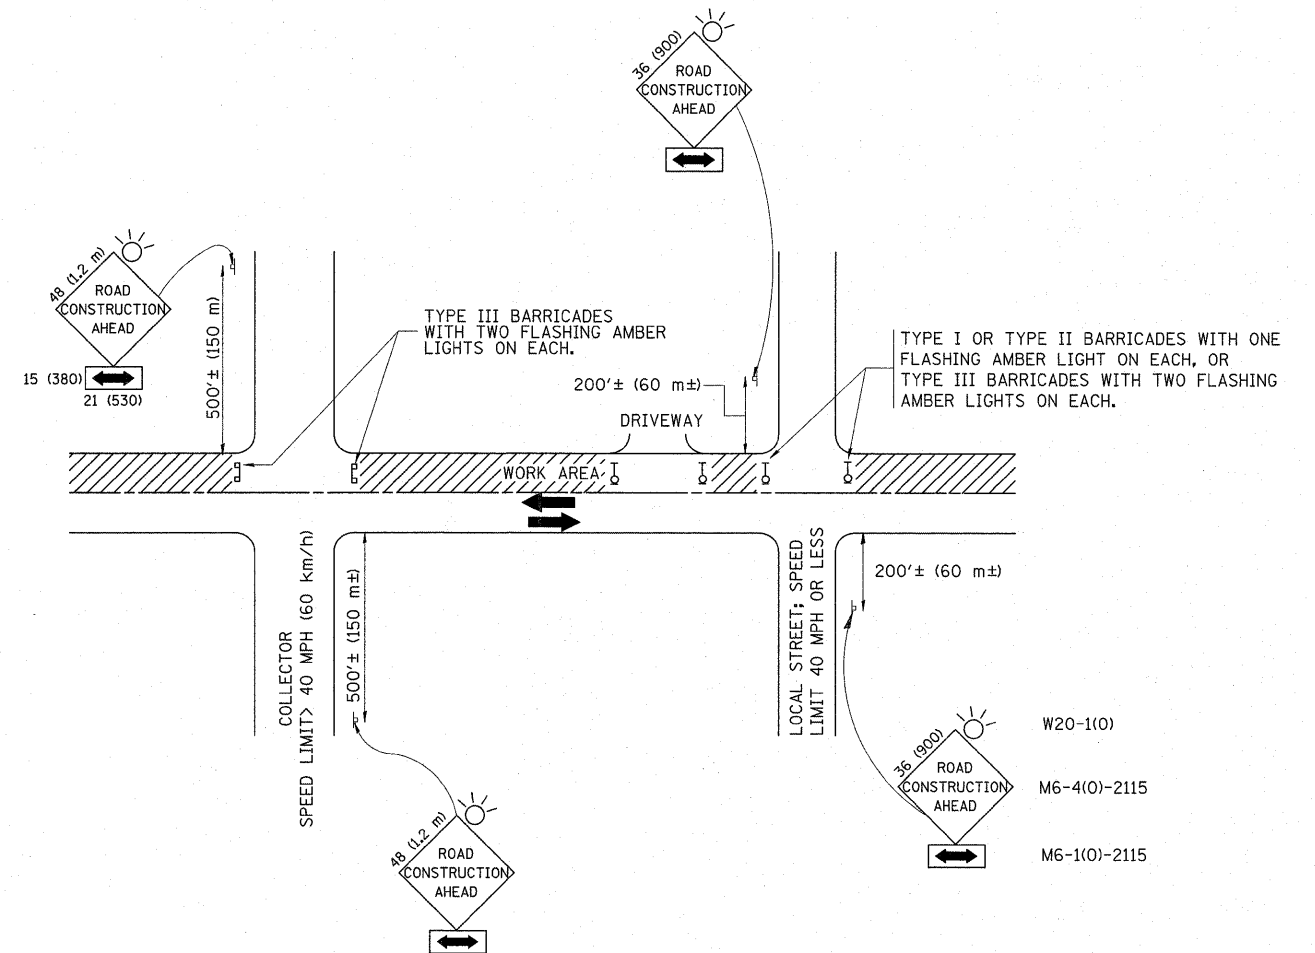 36 (900)
ROAD
CONSTRUCTION
AHEAD
48 (1.2 m)
ROAD
CONSTRUCTION
AHEAD
15 (380)
21 (530)
500'± (150 m)
TYPE III BARRICADES
WITH TWO FLASHING AMBER
LIGHTS ON EACH.
200'± (60 m±)
DRIVEWAY
TYPE I OR TYPE II BARRICADES WITH ONE
FLASHING AMBER LIGHT ON EACH, OR
TYPE III BARRICADES WITH TWO FLASHING
AMBER LIGHTS ON EACH.
WORK AREA
COLLECTOR
SPEED LIMIT> 40 MPH (60 km/h)
500'± (150 m±)
LOCAL STREET; SPEED
LIMIT 40 MPH OR LESS
200'± (60 m±)
48 (1.2 m)
ROAD
CONSTRUCTION
AHEAD
36 (900)
ROAD
CONSTRUCTION
AHEAD
W20-1(O)
M6-4(O)-2115
M6-1(O)-2115